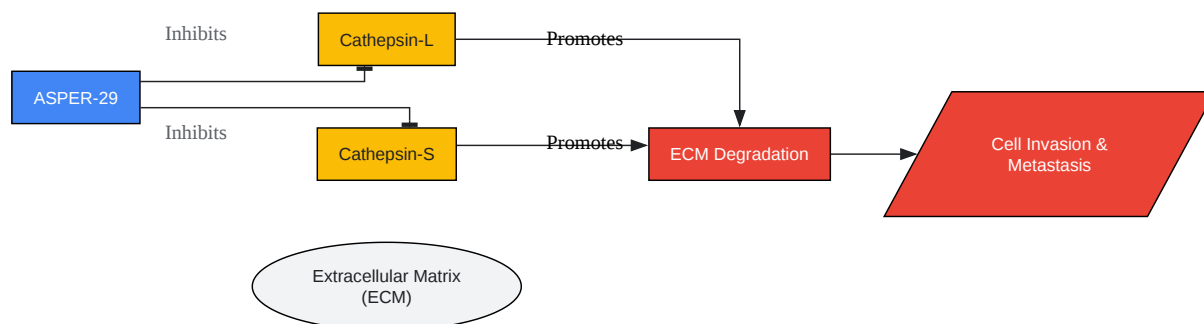 Inhibits
Cathepsin-L
Promotes
ASPER-29
Inhibits
Cathepsin-S
Promotes
ECM Degradation
Cell Invasion &
Metastasis
Extracellular Matrix
(ECM)